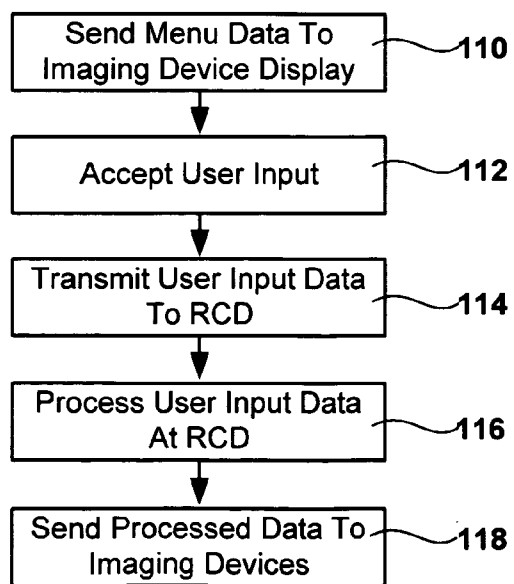 Send Menu Data To
Imaging Device Display
110
Accept User Input
112
Transmit User Input Data
To RCD
114
Process User Input Data
At RCD
116
Send Processed Data To
Imaging Devices
118